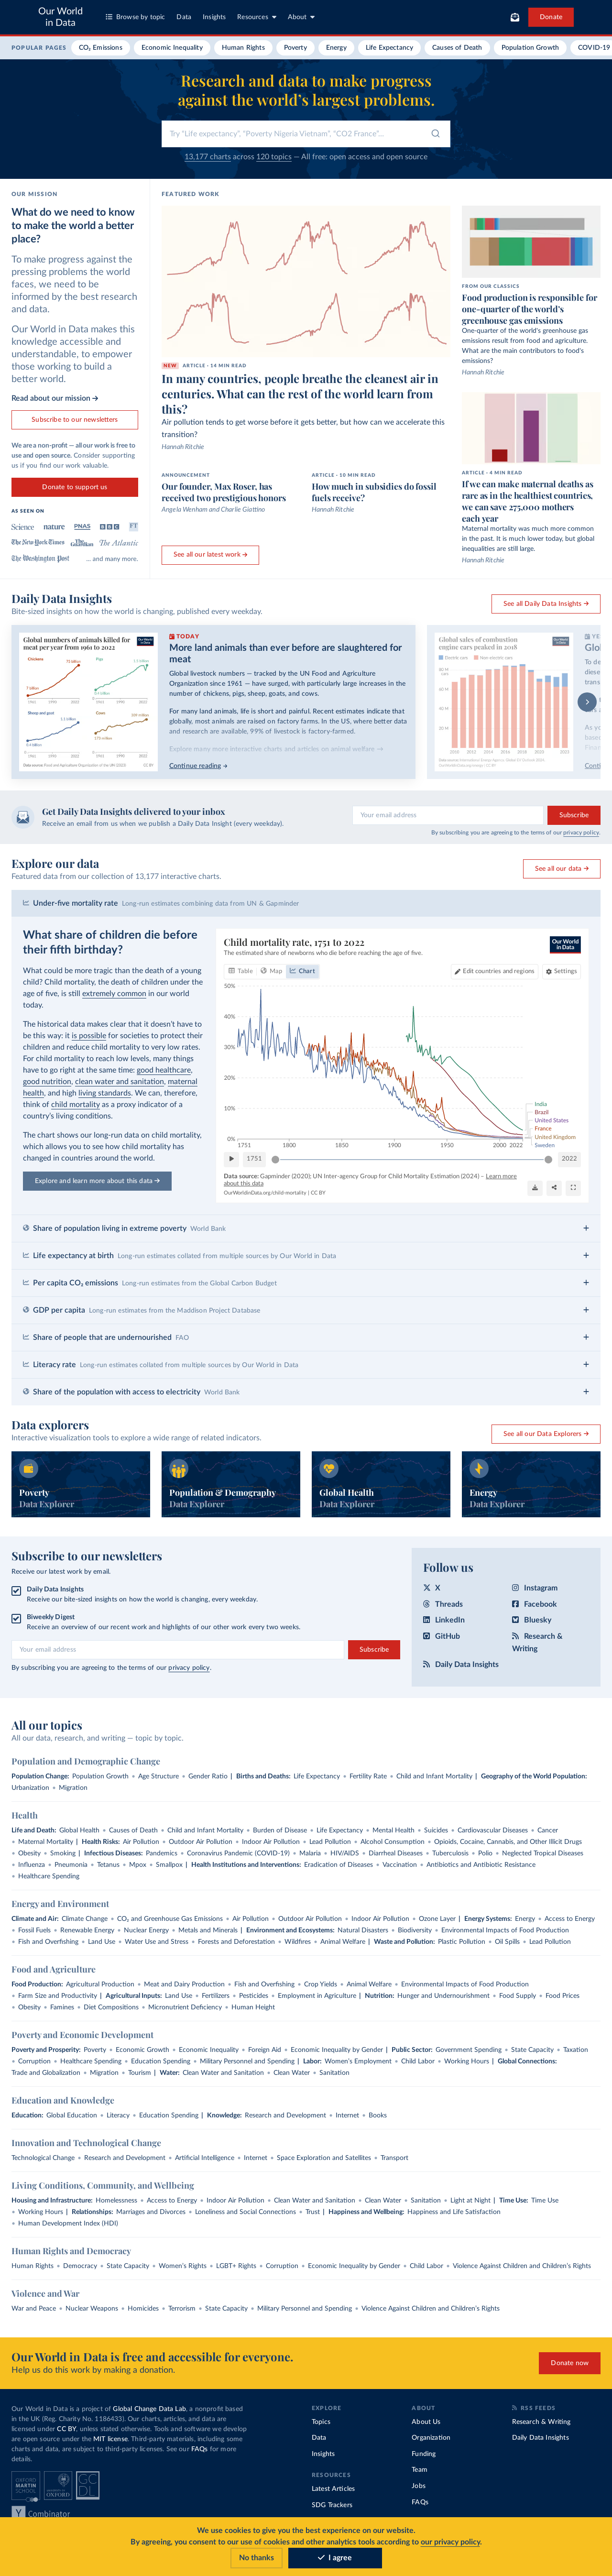 Our World
in Data
Browse by topic
Data
Insights
Resources
About
Donate
POPULAR PAGES
CO₂ Emissions
Economic Inequality
Human Rights
Poverty
Energy
Life Expectancy
Causes of Death
Population Growth
COVID-19
Research and data to make progress
against the world's largest problems.
Try "Life expectancy", "Poverty Nigeria Vietnam", "CO2 France"...
13,177 charts across 120 topics — All free: open access and open source
OUR MISSION
What do we need to know
to make the world a better
place?
To make progress against the
pressing problems the world
faces, we need to be
informed by the best research
and data.
Our World in Data makes this
knowledge accessible and
understandable, to empower
those working to build a
better world.
Read about our mission →
Subscribe to our newsletters
We are a non-profit — all our work is free to
use and open source. Consider supporting
us if you find our work valuable.
Donate to support us
AS SEEN ON
Science
nature
PNAS
BBC
FT
The New York Times
The Guardian
The Atlantic
The Washington Post
... and many more.
FEATURED WORK
NEW ARTICLE · 14 MIN READ
In many countries, people breathe the cleanest air in
centuries. What can the rest of the world learn from
this?
Air pollution tends to get worse before it gets better, but how can we accelerate this
transition?
Hannah Ritchie
ANNOUNCEMENT
Our founder, Max Roser, has
received two prestigious honors
Angela Wenham and Charlie Giattino
ARTICLE · 10 MIN READ
How much in subsidies do fossil
fuels receive?
Hannah Ritchie
See all our latest work →
FROM OUR CLASSICS
Food production is responsible for
one-quarter of the world's
greenhouse gas emissions
One-quarter of the world's greenhouse gas
emissions result from food and agriculture.
What are the main contributors to food's
emissions?
Hannah Ritchie
ARTICLE · 4 MIN READ
If we can make maternal deaths as
rare as in the healthiest countries,
we can save 275,000 mothers
each year
Maternal mortality was much more common
in the past. It is much lower today, but global
inequalities are still large.
Hannah Ritchie
Daily Data Insights
Bite-sized insights on how the world is changing, published every weekday.
See all Daily Data Insights →
Global numbers of animals killed for
meat per year from 1961 to 2022
Chickens
Pigs
Sheep and goat
Cows
TODAY
More land animals than ever before are slaughtered for
meat
Global livestock numbers — tracked by the UN Food and Agriculture
Organization since 1961 — have surged, with particularly large increases in the
number of chickens, pigs, sheep, goats, and cows.
For many land animals, life is short and painful. Recent estimates indicate that
globally, most animals used for meat are raised on factory farms. In the US, where better data
and research are available, 99% of livestock is factory-farmed.
Explore many more interactive charts and articles on animal welfare →
Continue reading →
Global sales of combustion
engine cars peaked in 2018
Electric cars
Non-electric cars
Get Daily Data Insights delivered to your inbox
Receive an email from us when we publish a Daily Data Insight (every weekday).
Your email address
Subscribe
By subscribing you are agreeing to the terms of our privacy policy.
Explore our data
Featured data from our collection of 13,177 interactive charts.
See all our data →
Under-five mortality rate Long-run estimates combining data from UN & Gapminder
What share of children die before
their fifth birthday?
What could be more tragic than the death of a young
child? Child mortality, the death of children under the
age of five, is still extremely common in our world
today.
The historical data makes clear that it doesn't have to
be this way: it is possible for societies to protect their
children and reduce child mortality to very low rates.
For child mortality to reach low levels, many things
have to go right at the same time: good healthcare,
good nutrition, clean water and sanitation, maternal
health, and high living standards. We can, therefore,
think of child mortality as a proxy indicator of a
country's living conditions.
The chart shows our long-run data on child mortality,
which allows you to see how child mortality has
changed in countries around the world.
Explore and learn more about this data →
Child mortality rate, 1751 to 2022
The estimated share of newborns who die before reaching the age of five.
Our World
in Data
Table
Map
Chart
Edit countries and regions
Settings
50%
40%
30%
20%
10%
0%
1751
1800
1850
1900
1950
2000 2022
India
Brazil
United States
France
United Kingdom
Sweden
1751
2022
Data source: Gapminder (2020); UN Inter-agency Group for Child Mortality Estimation (2024) – Learn more
about this data
OurWorldinData.org/child-mortality | CC BY
Share of population living in extreme poverty World Bank
Life expectancy at birth Long-run estimates collated from multiple sources by Our World in Data
Per capita CO₂ emissions Long-run estimates from the Global Carbon Budget
GDP per capita Long-run estimates from the Maddison Project Database
Share of people that are undernourished FAO
Literacy rate Long-run estimates collated from multiple sources by Our World in Data
Share of the population with access to electricity World Bank
Data explorers
Interactive visualization tools to explore a wide range of related indicators.
See all our Data Explorers →
Poverty
Data Explorer
Population & Demography
Data Explorer
Global Health
Data Explorer
Energy
Data Explorer
Subscribe to our newsletters
Receive our latest work by email.
Daily Data Insights
Receive our bite-sized insights on how the world is changing, every weekday.
Biweekly Digest
Receive an overview of our recent work and highlights of our other work every two weeks.
Your email address
Subscribe
By subscribing you are agreeing to the terms of our privacy policy.
Follow us
X
Instagram
Threads
Facebook
LinkedIn
Bluesky
GitHub
Research &
Writing
Daily Data Insights
All our topics
All our data, research, and writing — topic by topic.
Population and Demographic Change
Population Change: Population Growth • Age Structure • Gender Ratio | Births and Deaths: Life Expectancy • Fertility Rate • Child and Infant Mortality | Geography of the World Population:
Urbanization • Migration
Health
Life and Death: Global Health • Causes of Death • Child and Infant Mortality • Burden of Disease • Life Expectancy • Mental Health • Suicides • Cardiovascular Diseases • Cancer
• Maternal Mortality | Health Risks: Air Pollution • Outdoor Air Pollution • Indoor Air Pollution • Lead Pollution • Alcohol Consumption • Opioids, Cocaine, Cannabis, and Other Illicit Drugs
• Obesity • Smoking | Infectious Diseases: Pandemics • Coronavirus Pandemic (COVID-19) • Malaria • HIV/AIDS • Diarrheal Diseases • Tuberculosis • Polio • Neglected Tropical Diseases
• Influenza • Pneumonia • Tetanus • Mpox • Smallpox | Health Institutions and Interventions: Eradication of Diseases • Vaccination • Antibiotics and Antibiotic Resistance
• Healthcare Spending
Energy and Environment
Climate and Air: Climate Change • CO₂ and Greenhouse Gas Emissions • Air Pollution • Outdoor Air Pollution • Indoor Air Pollution • Ozone Layer | Energy Systems: Energy • Access to Energy
• Fossil Fuels • Renewable Energy • Nuclear Energy • Metals and Minerals | Environment and Ecosystems: Natural Disasters • Biodiversity • Environmental Impacts of Food Production
• Fish and Overfishing • Land Use • Water Use and Stress • Forests and Deforestation • Wildfires • Animal Welfare | Waste and Pollution: Plastic Pollution • Oil Spills • Lead Pollution
Food and Agriculture
Food Production: Agricultural Production • Meat and Dairy Production • Fish and Overfishing • Crop Yields • Animal Welfare • Environmental Impacts of Food Production
• Farm Size and Productivity | Agricultural Inputs: Land Use • Fertilizers • Pesticides • Employment in Agriculture | Nutrition: Hunger and Undernourishment • Food Supply • Food Prices
• Obesity • Famines • Diet Compositions • Micronutrient Deficiency • Human Height
Poverty and Economic Development
Poverty and Prosperity: Poverty • Economic Growth • Economic Inequality • Foreign Aid • Economic Inequality by Gender | Public Sector: Government Spending • State Capacity • Taxation
• Corruption • Healthcare Spending • Education Spending • Military Personnel and Spending | Labor: Women's Employment • Child Labor • Working Hours | Global Connections:
Trade and Globalization • Migration • Tourism | Water: Clean Water and Sanitation • Clean Water • Sanitation
Education and Knowledge
Education: Global Education • Literacy • Education Spending | Knowledge: Research and Development • Internet • Books
Innovation and Technological Change
Technological Change • Research and Development • Artificial Intelligence • Internet • Space Exploration and Satellites • Transport
Living Conditions, Community, and Wellbeing
Housing and Infrastructure: Homelessness • Access to Energy • Indoor Air Pollution • Clean Water and Sanitation • Clean Water • Sanitation • Light at Night | Time Use: Time Use
• Working Hours | Relationships: Marriages and Divorces • Loneliness and Social Connections • Trust | Happiness and Wellbeing: Happiness and Life Satisfaction
• Human Development Index (HDI)
Human Rights and Democracy
Human Rights • Democracy • State Capacity • Women's Rights • LGBT+ Rights • Corruption • Economic Inequality by Gender • Child Labor • Violence Against Children and Children's Rights
Violence and War
War and Peace • Nuclear Weapons • Homicides • Terrorism • State Capacity • Military Personnel and Spending • Violence Against Children and Children's Rights
Our World in Data is free and accessible for everyone.
Help us do this work by making a donation.
Donate now
Our World in Data is a project of Global Change Data Lab, a nonprofit based
in the UK (Reg. Charity No. 1186433). Our charts, articles, and data are
licensed under CC BY, unless stated otherwise. Tools and software we develop
are open source under the MIT license. Third-party materials, including some
charts and data, are subject to third-party licenses. See our FAQs for more
details.
OXFORD
MARTIN
SCHOOL
UNIVERSITY OF
OXFORD
GC
DL
Y Combinator
EXPLORE
Topics
Data
Insights
RESOURCES
Latest Articles
SDG Trackers
ABOUT
About Us
Organization
Funding
Team
Jobs
FAQs
RSS FEEDS
Research & Writing
Daily Data Insights
We use cookies to give you the best experience on our website.
By agreeing, you consent to our use of cookies and other analytics tools according to our privacy policy.
No thanks
I agree